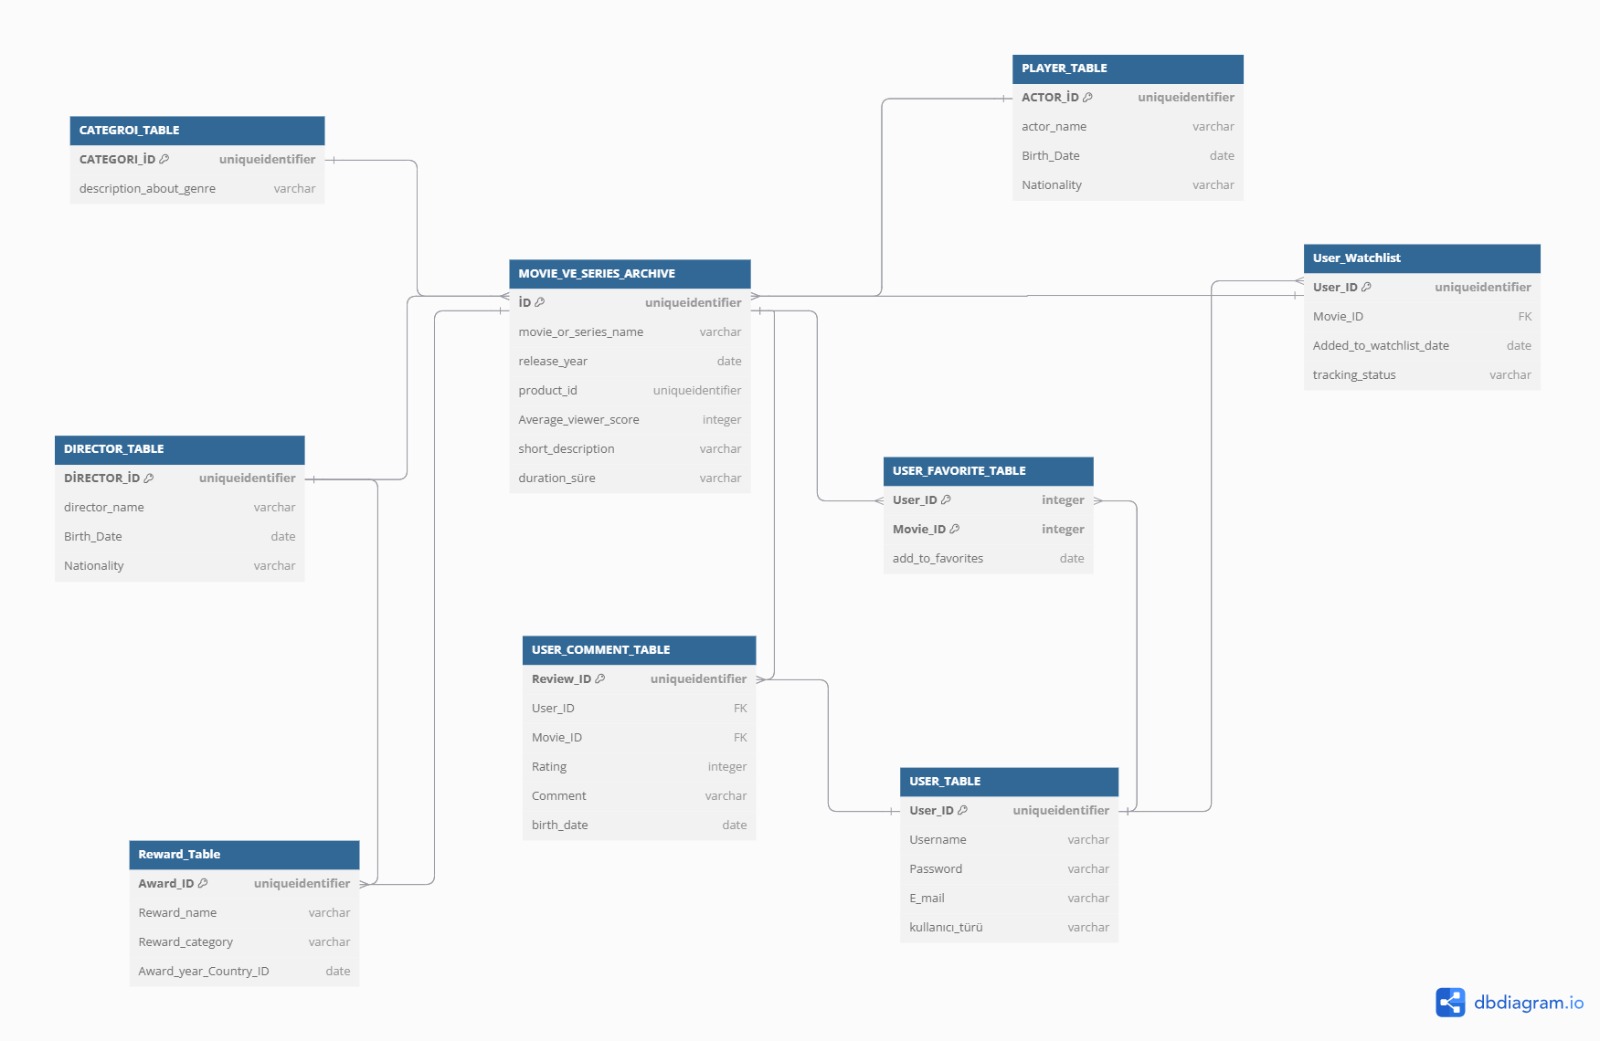 PLAYER_TABLE
ACTOR_İD uniqueidentifier
actor_name varchar
Birth_Date date
Nationality varchar
CATEGROI_TABLE
CATEGORI_İD uniqueidentifier
description_about_genre varchar
User_Watchlist
User_ID uniqueidentifier
Movie_ID FK
Added_to_watchlist_date date
tracking_status varchar
MOVIE_VE_SERIES_ARCHIVE
İD uniqueidentifier
movie_or_series_name varchar
release_year date
product_id uniqueidentifier
Average_viewer_score integer
short_description varchar
duration_süre varchar
DIRECTOR_TABLE
DİRECTOR_İD uniqueidentifier
director_name varchar
Birth_Date date
Nationality varchar
USER_FAVORITE_TABLE
User_ID integer
Movie_ID integer
add_to_favorites date
USER_COMMENT_TABLE
Review_ID uniqueidentifier
User_ID FK
Movie_ID FK
Rating integer
Comment varchar
birth_date date
USER_TABLE
User_ID uniqueidentifier
Username varchar
Password varchar
E_mail varchar
kullanıcı_türü varchar
Reward_Table
Award_ID uniqueidentifier
Reward_name varchar
Reward_category varchar
Award_year_Country_ID date
dbdiagram.io